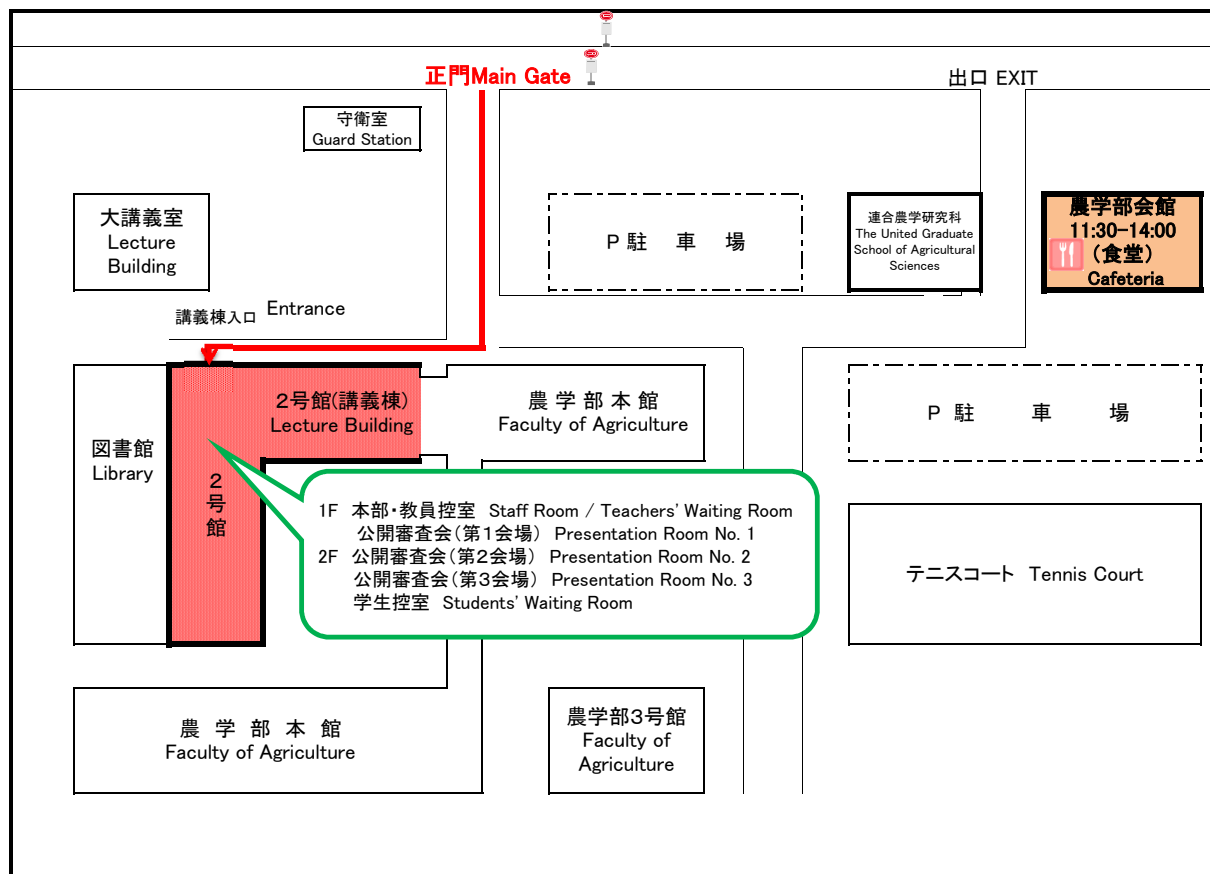 正門Main Gate
出口 EXIT
守衛室
Guard Station
大講義室
Lecture
Building
P 駐 車 場
連合農学研究科
The United Graduate
School of Agricultural
Sciences
農学部会館
11:30-14:00
(食堂)
Cafeteria
講義棟入口 Entrance
図書館
Library
2号館(講義棟)
Lecture Building
2
号
館
農 学 部 本 館
Faculty of Agriculture
P 駐 車 場
1F 本部・教員控室 Staff Room / Teachers' Waiting Room
公開審査会(第1会場) Presentation Room No. 1
2F 公開審査会(第2会場) Presentation Room No. 2
公開審査会(第3会場) Presentation Room No. 3
学生控室 Students' Waiting Room
テニスコート Tennis Court
農 学 部 本 館
Faculty of Agriculture
農学部3号館
Faculty of
Agriculture